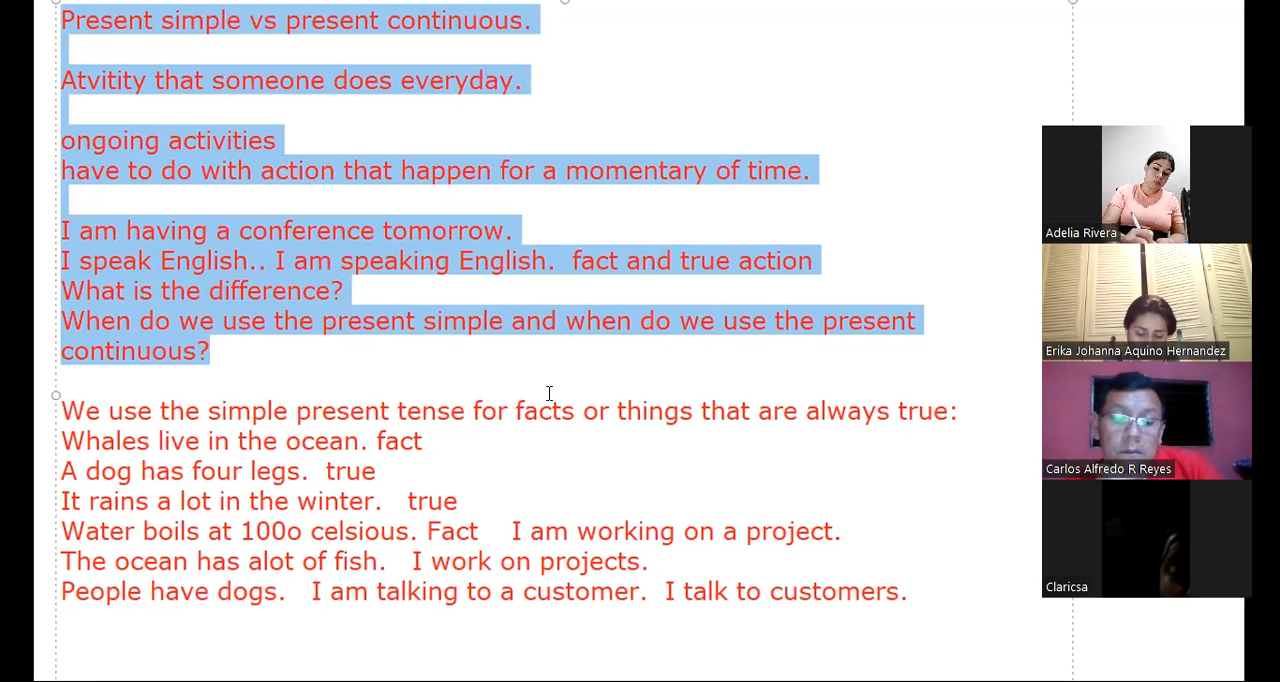 Present simple vs present continuous.
Atvitity that someone does everyday.
ongoing activities
have to do with action that happen for a momentary of time.
I am having a conference tomorrow.
I speak English.. I am speaking English.  fact and true action
What is the difference?
When do we use the present simple and when do we use the present
continuous?
We use the simple present tense for facts or things that are always true:
Whales live in the ocean. fact
A dog has four legs.  true
It rains a lot in the winter.   true
Water boils at 100o celsious. Fact    I am working on a project.
The ocean has alot of fish.   I work on projects.
People have dogs.   I am talking to a customer.  I talk to customers.
Adelia Rivera
Erika Johanna Aquino Hernandez
Carlos Alfredo R Reyes
Claricsa